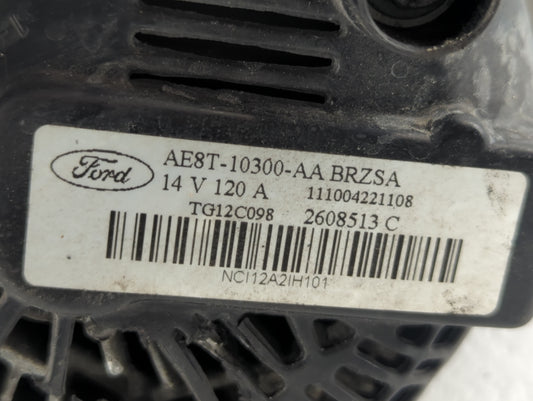 Ford
AE8T-10300-AA BRZSA
14 V 120 A 111004221108
TG12C098 2608513 C
NCI12A2IH101